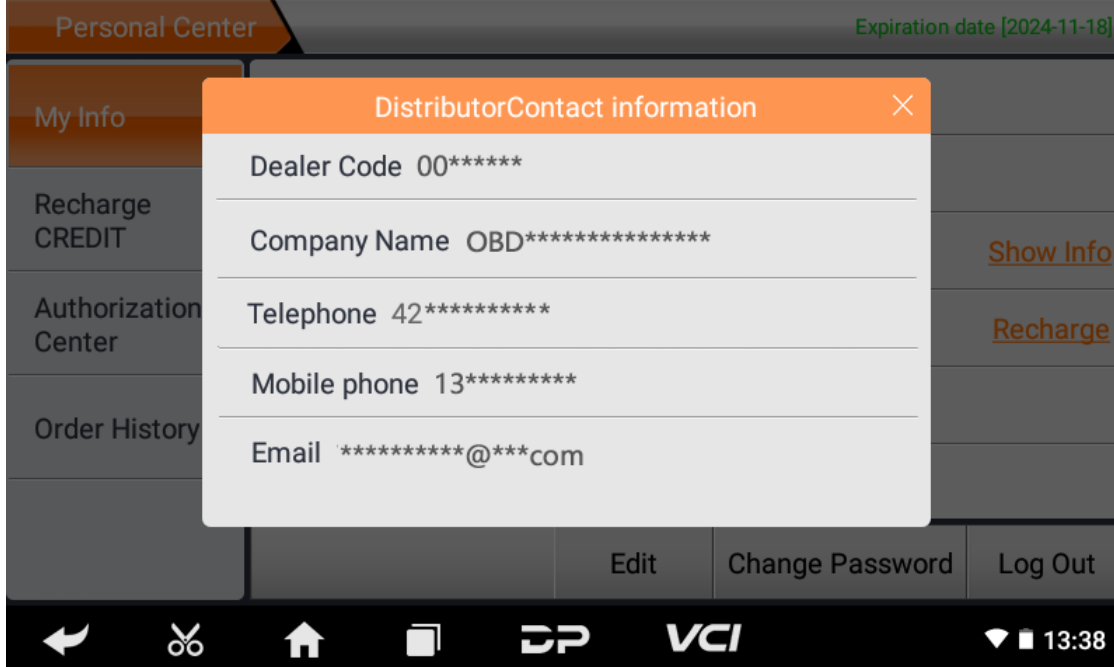 Personal Center
Expiration date [2024-11-18]
My Info
Recharge
CREDIT
Authorization
Center
Order History
DistributorContact information
Dealer Code 00******
Company Name OBD***************
Telephone 42**********
Mobile phone 13*********
Email **********@***com
Show Info
Recharge
Edit
Change Password
Log Out
DP
VCI
13:38